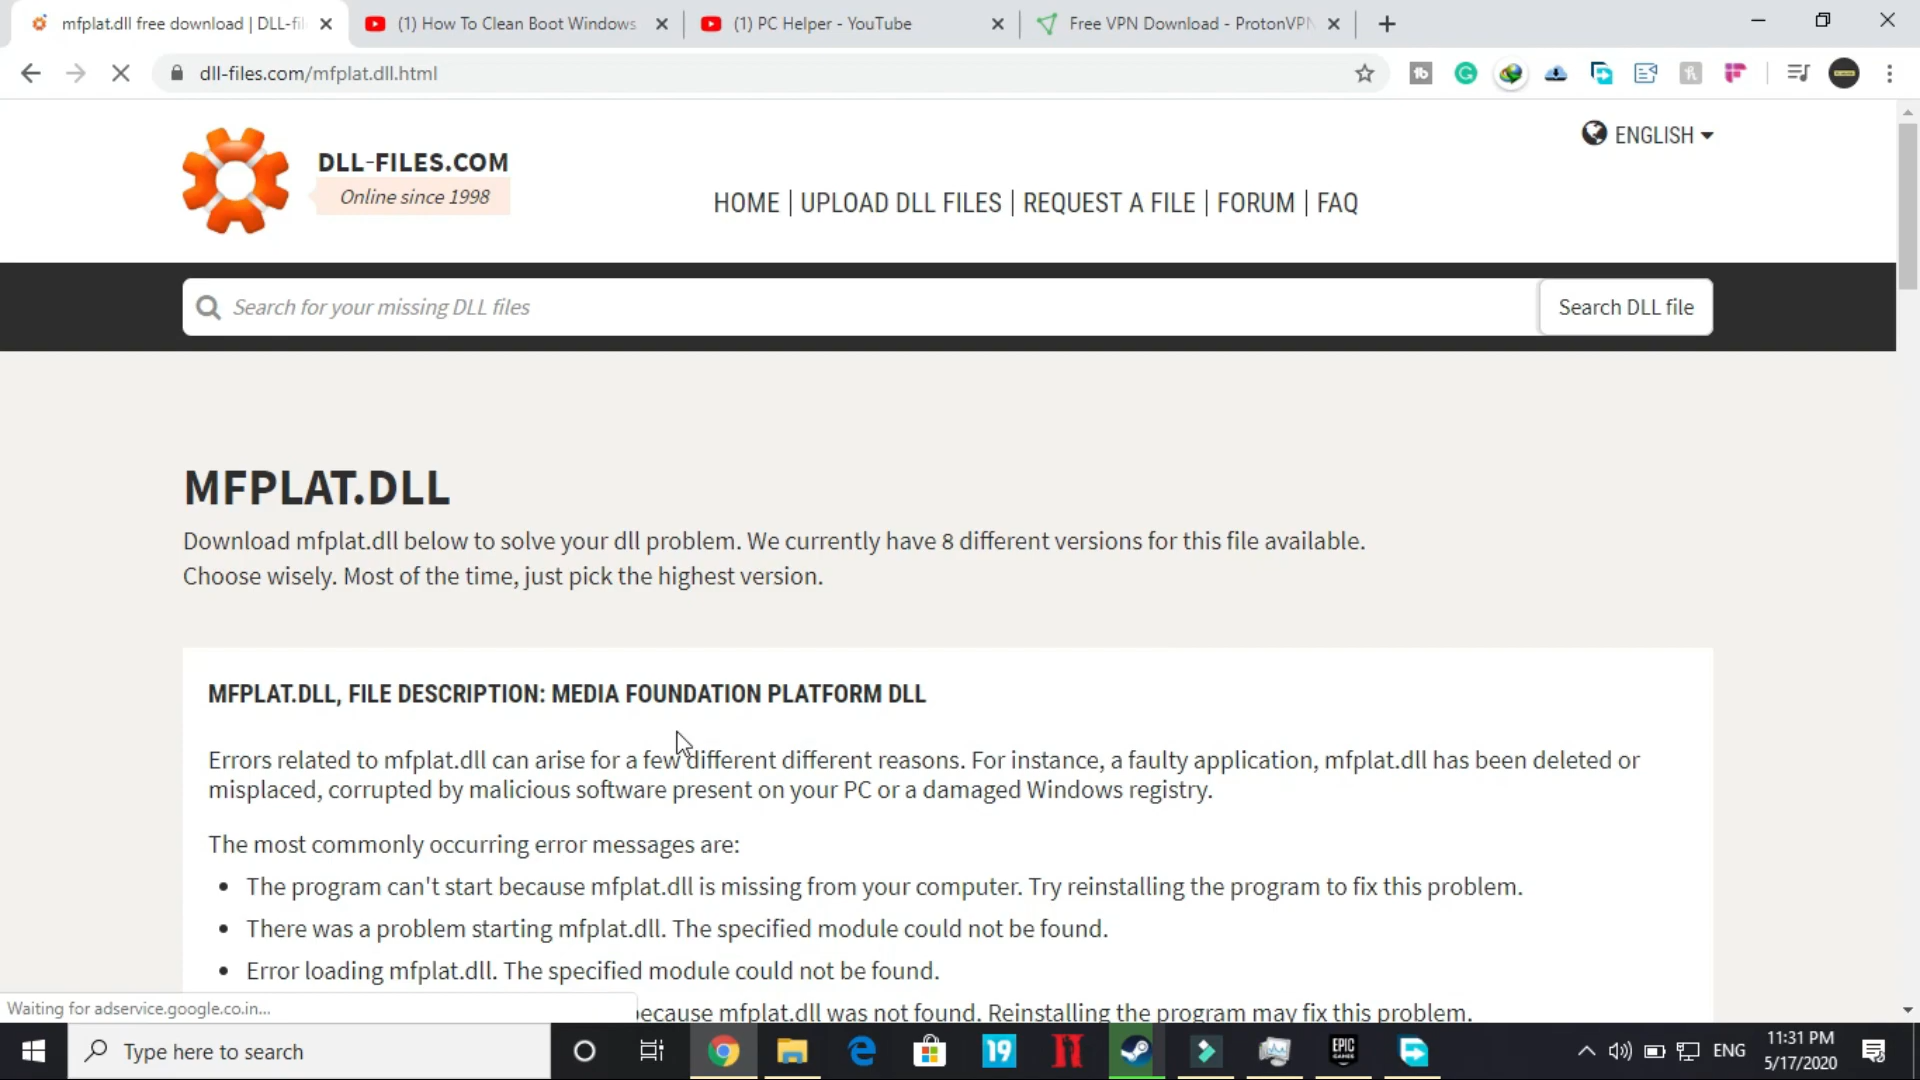 mfplat.dll free download | DLL-fil
(1) How To Clean Boot Windows
(1) PC Helper - YouTube
Free VPN Download - ProtonVPN
dll-files.com/mfplat.dll.html
ENGLISH
DLL-FILES.COM
Online since 1998
HOME | UPLOAD DLL FILES | REQUEST A FILE | FORUM | FAQ
Search for your missing DLL files
Search DLL file
MFPLAT.DLL
Download mfplat.dll below to solve your dll problem. We currently have 8 different versions for this file available.
Choose wisely. Most of the time, just pick the highest version.
MFPLAT.DLL, FILE DESCRIPTION: MEDIA FOUNDATION PLATFORM DLL
Errors related to mfplat.dll can arise for a few different different reasons. For instance, a faulty application, mfplat.dll has been deleted or
misplaced, corrupted by malicious software present on your PC or a damaged Windows registry.
The most commonly occurring error messages are:
• The program can't start because mfplat.dll is missing from your computer. Try reinstalling the program to fix this problem.
• There was a problem starting mfplat.dll. The specified module could not be found.
• Error loading mfplat.dll. The specified module could not be found.
because mfplat.dll was not found. Reinstalling the program may fix this problem.
Waiting for adservice.google.co.in...
Type here to search
19
EPIC
GAMES
ENG
11:31 PM
5/17/2020